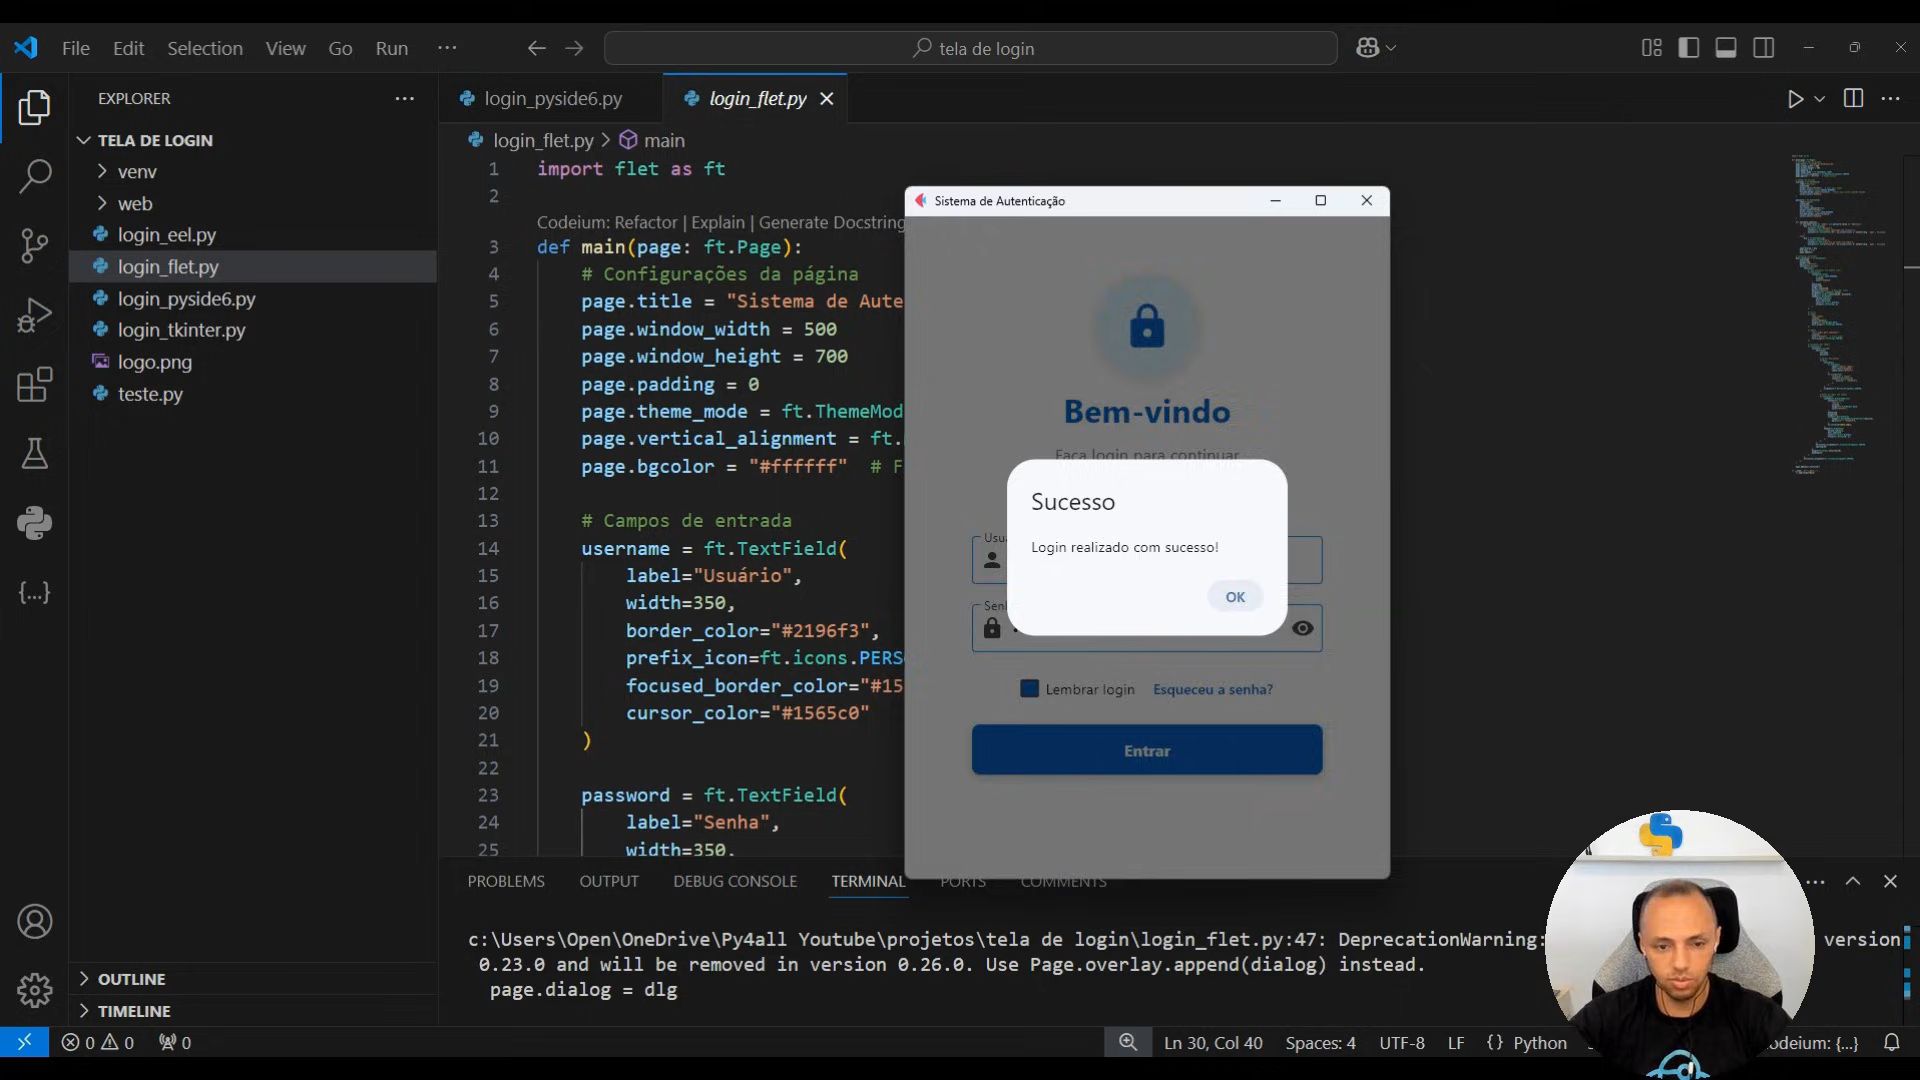 File Edit Selection View Go Run ···
tela de login
EXPLORER
TELA DE LOGIN
venv
web
login_eel.py
login_flet.py
login_pyside6.py
login_tkinter.py
logo.png
teste.py
OUTLINE
TIMELINE
login_pyside6.py
login_flet.py
login_flet.py > main
1 import flet as ft
2
Codeium: Refactor | Explain | Generate Docstring
3 def main(page: ft.Page):
4 # Configurações da página
5 page.title = "Sistema de Aute
6 page.window_width = 500
7 page.window_height = 700
8 page.padding = 0
9 page.theme_mode = ft.ThemeMod
10 page.vertical_alignment = ft.
11 page.bgcolor = "#ffffff" # F
12
13 # Campos de entrada
14 username = ft.TextField(
15 label="Usuário",
16 width=350,
17 border_color="#2196f3",
18 prefix_icon=ft.icons.PERS
19 focused_border_color="#15
20 cursor_color="#1565c0"
21 )
22
23 password = ft.TextField(
24 label="Senha",
25 width=350,
Sistema de Autenticação
Bem-vindo
Faça login para continuar
Usu
Sucesso
Login realizado com sucesso!
OK
Senh
Lembrar login Esqueceu a senha?
Entrar
PROBLEMS OUTPUT DEBUG CONSOLE TERMINAL PORTS COMMENTS
c:\Users\Open\OneDrive\Py4all Youtube\projetos\tela de login\login_flet.py:47: DeprecationWarning: version
0.23.0 and will be removed in version 0.26.0. Use Page.overlay.append(dialog) instead.
page.dialog = dlg
0 0 0
Ln 30, Col 40 Spaces: 4 UTF-8 LF {} Python odeium: {...}